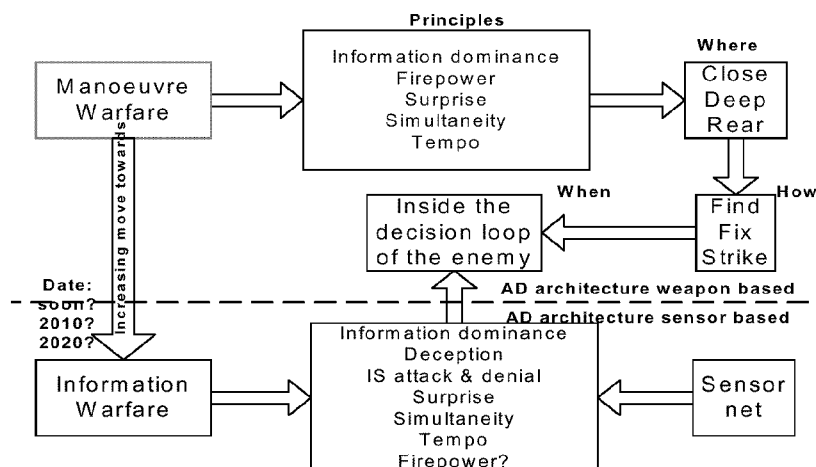 Principles
Information dominance
Firepower
Surprise
Simultaneity
Tempo
Where
Manoeuvre
Warfare
Close
Deep
Rear
Increasing move towards
When
How
Inside the
decision loop
of the enemy
Find
Fix
Strike
Date:
soon?
2010?
2020?
AD architecture weapon based
AD architecture sensor based
Information dominance
Deception
IS attack & denial
Surprise
Simultaneity
Tempo
Firepower?
Information
Warfare
Sensor
net